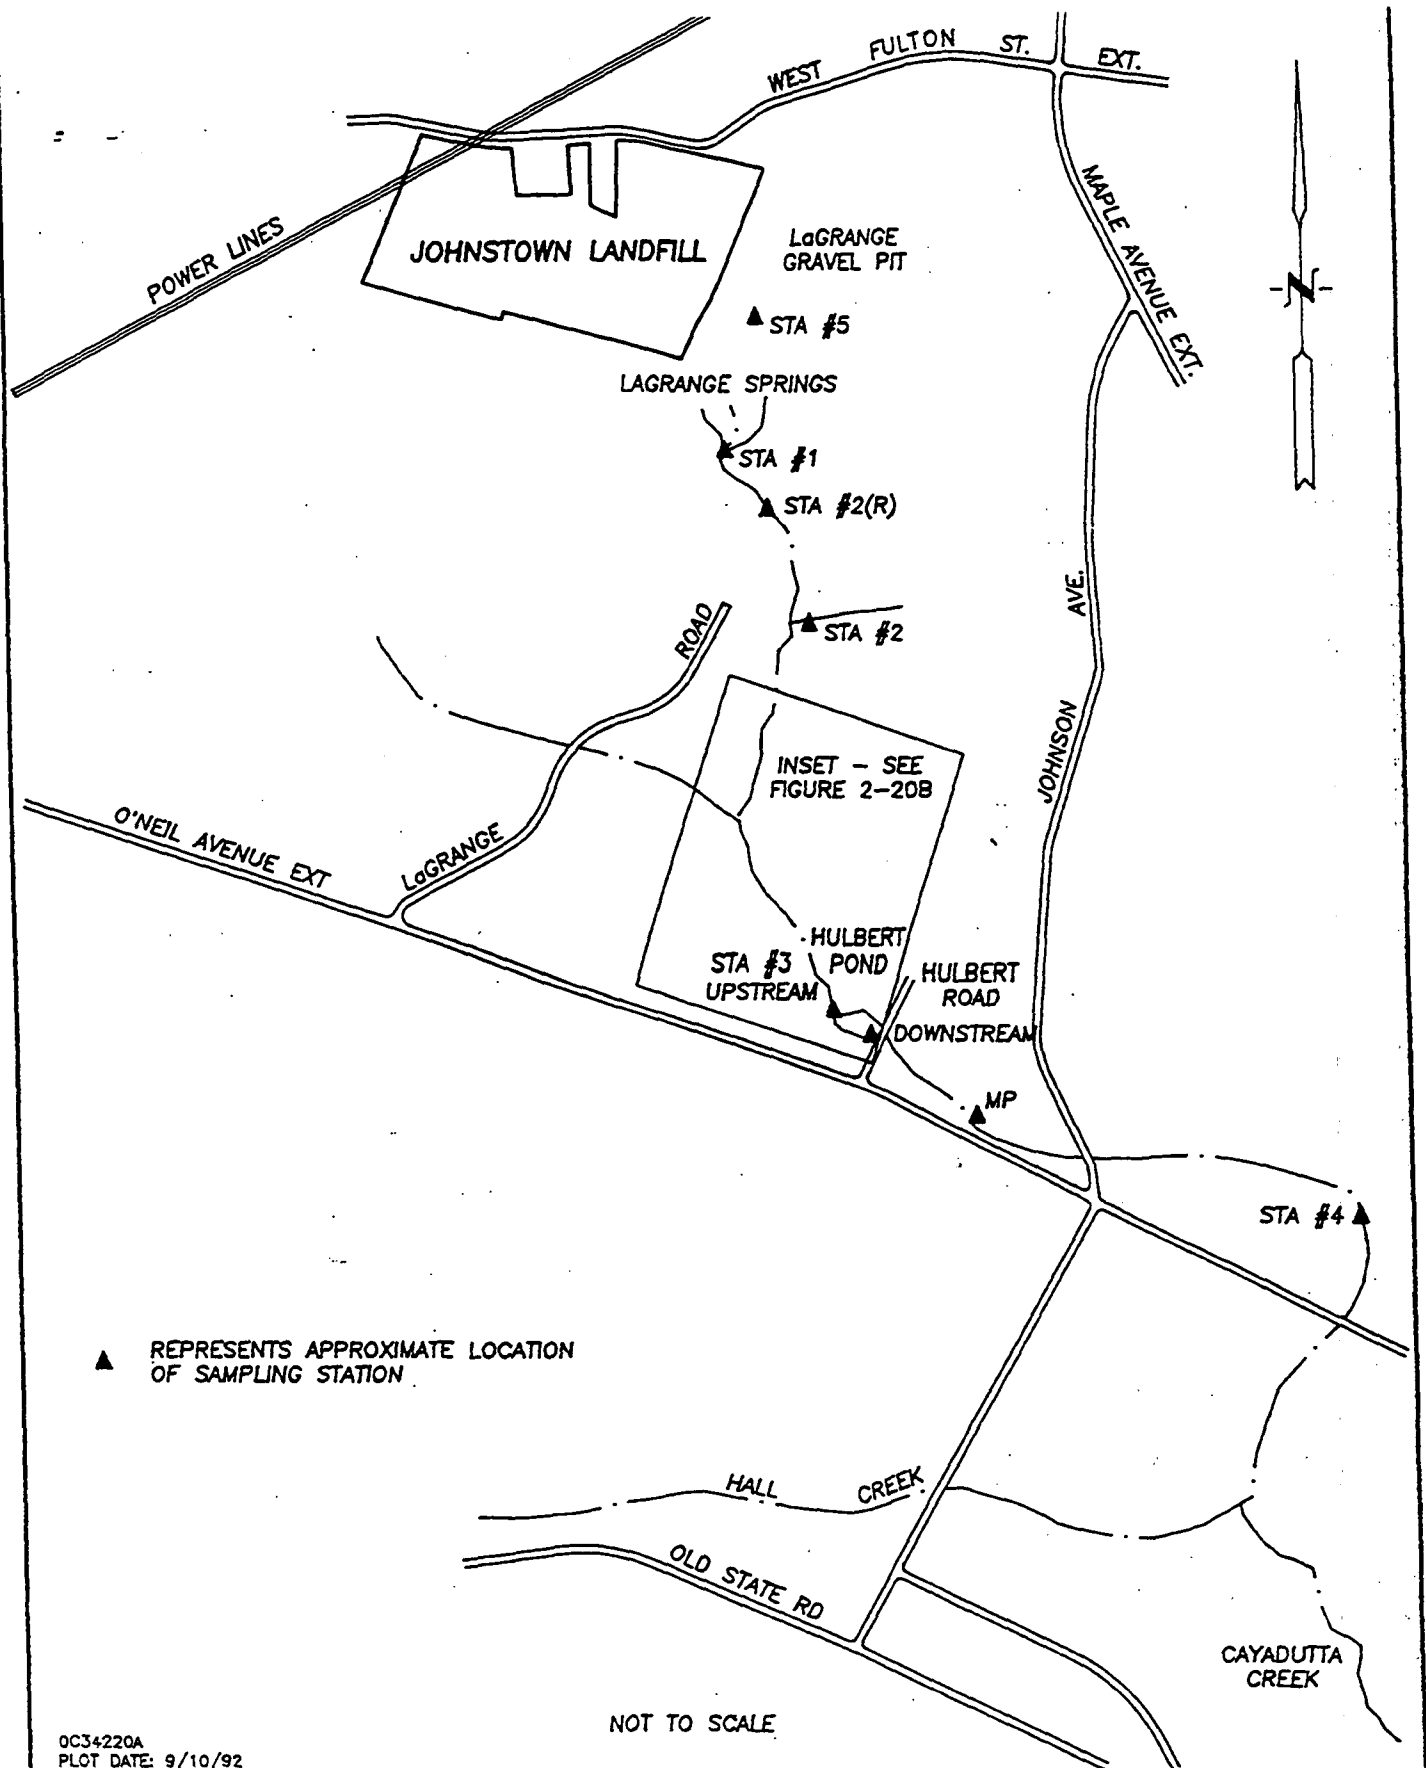 WEST FULTON ST. EXT.
POWER LINES
JOHNSTOWN LANDFILL
LaGRANGE
GRAVEL PIT
MAPLE AVENUE EXT.
N
STA #5
LAGRANGE SPRINGS
STA #1
STA #2(R)
STA #2
LaGRANGE ROAD
JOHNSON AVE.
INSET - SEE
FIGURE 2-20B
O'NEIL AVENUE EXT
HULBERT
POND
STA #3
UPSTREAM
HULBERT
ROAD
DOWNSTREAM
MP
STA #4
REPRESENTS APPROXIMATE LOCATION
OF SAMPLING STATION
HALL CREEK
OLD STATE RD
CAYADUTTA
CREEK
NOT TO SCALE
OC34220A
PLOT DATE: 9/10/92